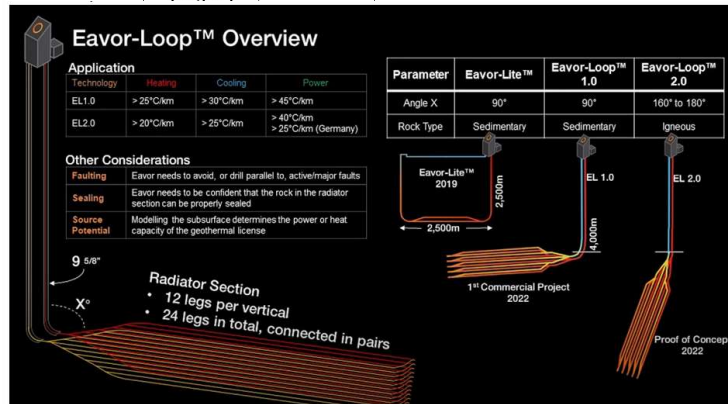 Eavor-Loop™ Overview
Application
Technology Heating Cooling Power
EL1.0 > 25°C/km > 30°C/km > 45°C/km
EL2.0 > 20°C/km > 25°C/km > 40°C/km
> 25°C/km (Germany)
Other Considerations
Faulting Eavor needs to avoid, or drill parallel to, active/major faults
Sealing Eavor needs to be confident that the rock in the radiator
section can be properly sealed
Source Potential Modelling the subsurface determines the power or heat
capacity of the geothermal license
Parameter Eavor-Lite™ Eavor-Loop™ 1.0 Eavor-Loop™ 2.0
Angle X 90° 90° 160° to 180°
Rock Type Sedimentary Sedimentary Igneous
Eavor-Lite™
2019
2,500m
2,500m
EL 1.0
4,000m
1st Commercial Project
2022
EL 2.0
Proof of Concep
2022
9 5/8"
X°
Radiator Section
• 12 legs per vertical
• 24 legs in total, connected in pairs